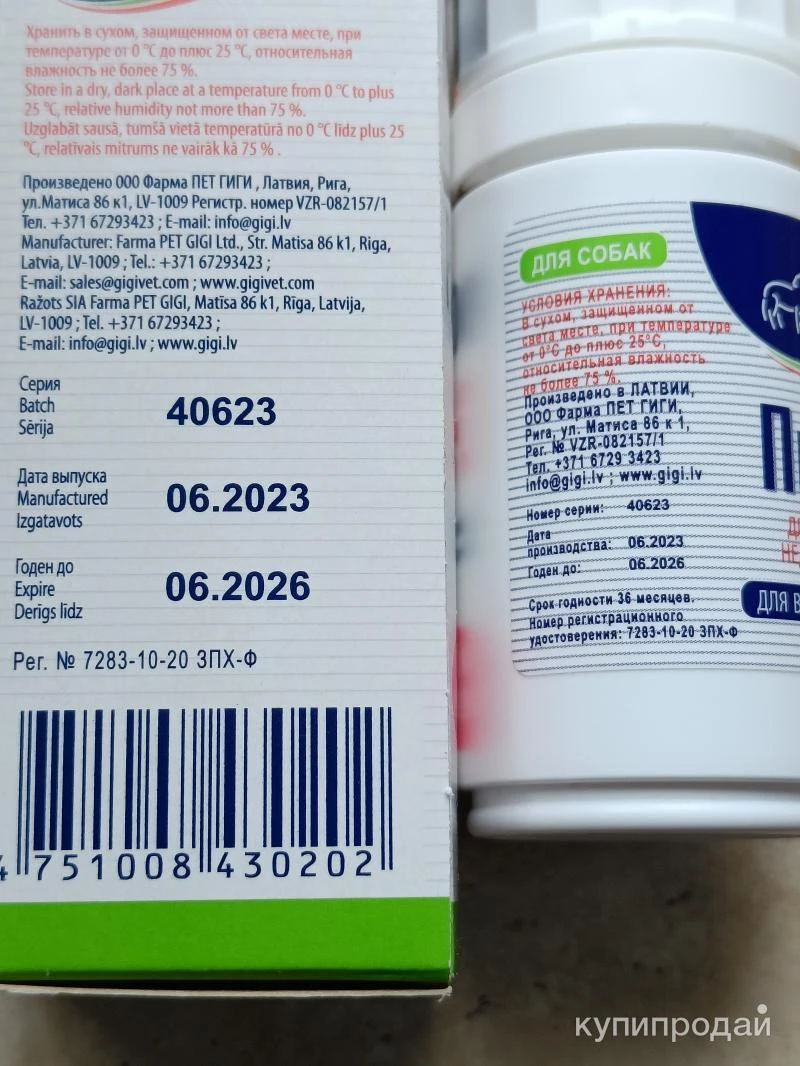 Хранить в сухом, защищенном от света месте, при
температуре от 0 °C до плюс 25 °C, относительная
влажность не более 75 %.
Store in a dry, dark place at a temperature from 0 °C to plus
25 °C, relative humidity not more than 75 %.
Uzglabāt sausā, tumšā vietā temperatūrā no 0 °C līdz plus 25
°C, relatīvais mitrums ne vairāk kā 75 % .
Произведено ООО Фарма ПЕТ ГИГИ , Латвия, Рига,
ул.Матиса 86 к1, LV-1009 Регистр. номер VZR-082157/1
Тел. +371 67293423 ; E-mail: info@gigi.lv
Manufacturer: Farma PET GIGI Ltd., Str. Matisa 86 k1, Riga,
Latvia, LV-1009 ; Tel.: +371 67293423 ;
E-mail: sales@gigivet.com ; www.gigivet.com
Ražots SIA Farma PET GIGI, Matīsa 86 k1, Rīga, Latvija,
LV-1009 ; Tel. +371 67293423 ;
E-mail: info@gigi.lv ; www.gigi.lv
Серия
Batch
Sērija
40623
Дата выпуска
Manufactured
Izgatavots
06.2023
Годен до
Expire
Derīgs līdz
06.2026
Рег. № 7283-10-20 ЗПХ-Ф
4 751008 430202
ДЛЯ СОБАК
УСЛОВИЯ ХРАНЕНИЯ:
В сухом, защищенном от
света месте, при температуре
от 0°C до плюс 25°C,
относительная влажность
не более 75 %.
Произведено в ЛАТВИИ,
ООО Фарма ПЕТ ГИГИ,
Рига, ул. Матиса 86 к 1,
Рег. № VZR-082157/1
Тел. +371 6729 3423
info@gigi.lv ; www.gigi.lv
Номер серии: 40623
Дата
производства: 06.2023
Годен до: 06.2026
Срок годности 36 месяцев.
Номер регистрационного
удостоверения: 7283-10-20 ЗПХ-Ф
ДЛЯ
купипродай